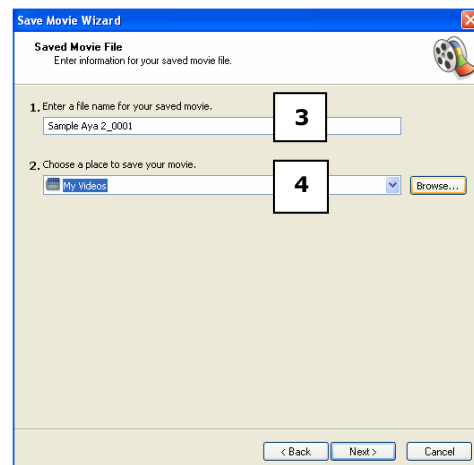 Save Movie Wizard
Saved Movie File
Enter information for your saved movie file.
1. Enter a file name for your saved movie.
3
Sample Aya 2_0001
2. Choose a place to save your movie.
4
My Videos
Browse...
< Back Next > Cancel